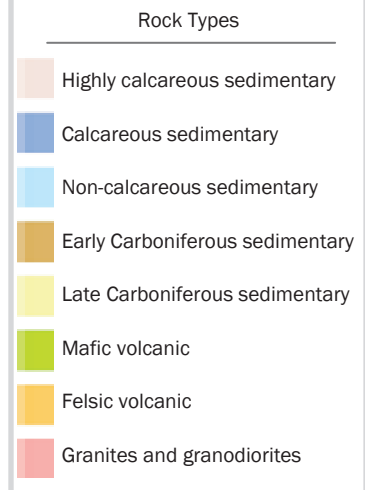 Rock Types
Highly calcareous sedimentary
Calcareous sedimentary
Non-calcareous sedimentary
Early Carboniferous sedimentary
Late Carboniferous sedimentary
Mafic volcanic
Felsic volcanic
Granites and granodiorites